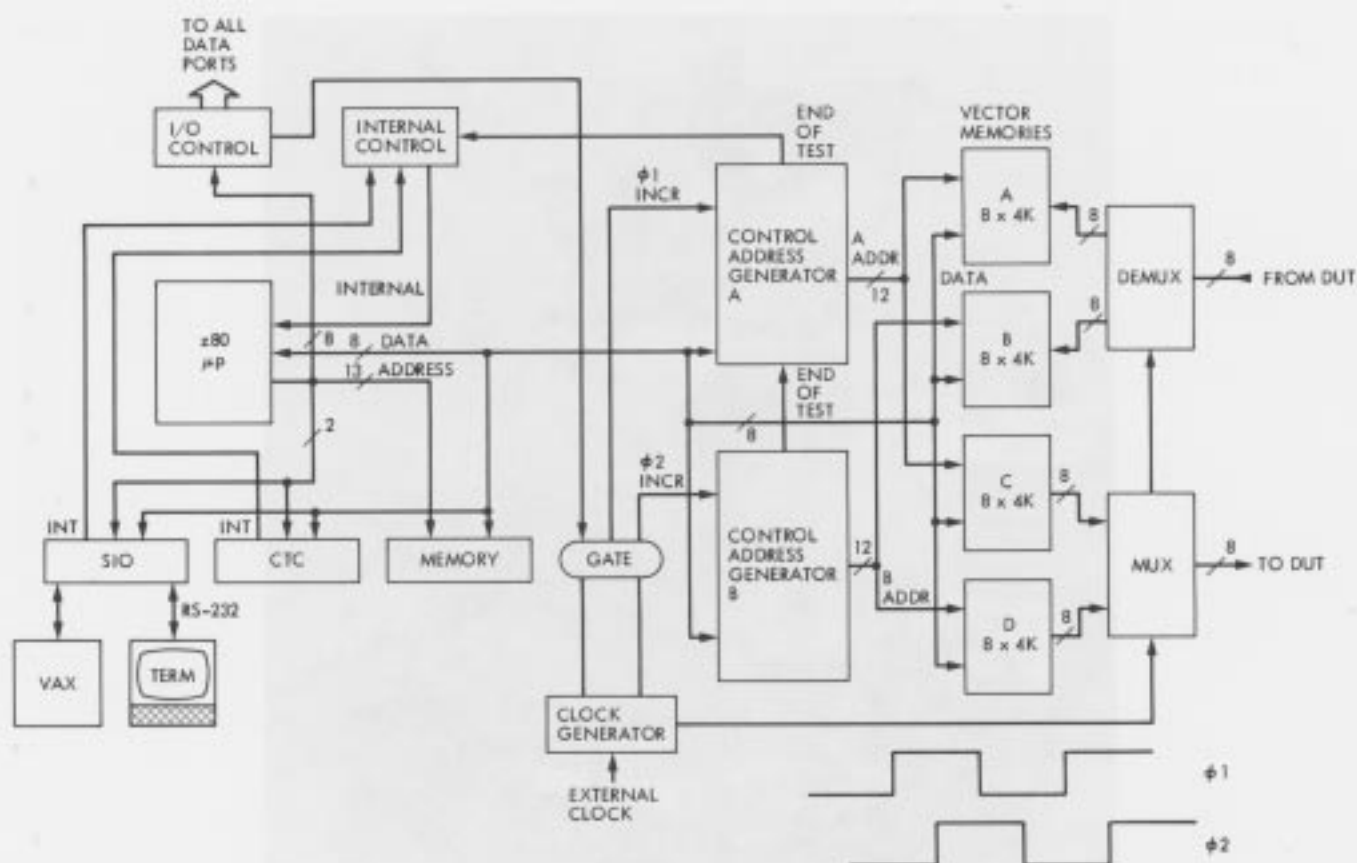 TO ALL
DATA
PORTS
I/O
CONTROL
INTERNAL
CONTROL
END
OF
TEST
VECTOR
MEMORIES
ϕ1
INCR
CONTROL
ADDRESS
GENERATOR
A
A
ADDR
12
A
8 x 4K
8
DEMUX
8
FROM DUT
DATA
8
B
8 x 4K
INTERNAL
z80
μP
8
8
DATA
13
ADDRESS
2
END
OF
TEST
8
ϕ2
INCR
CONTROL
ADDRESS
GENERATOR
B
12
B
ADDR
C
8 x 4K
8
MUX
8
TO DUT
D
8 x 4K
8
INT
SIO
INT
CTC
MEMORY
GATE
RS-232
VAX
TERM
CLOCK
GENERATOR
EXTERNAL
CLOCK
ϕ1
ϕ2